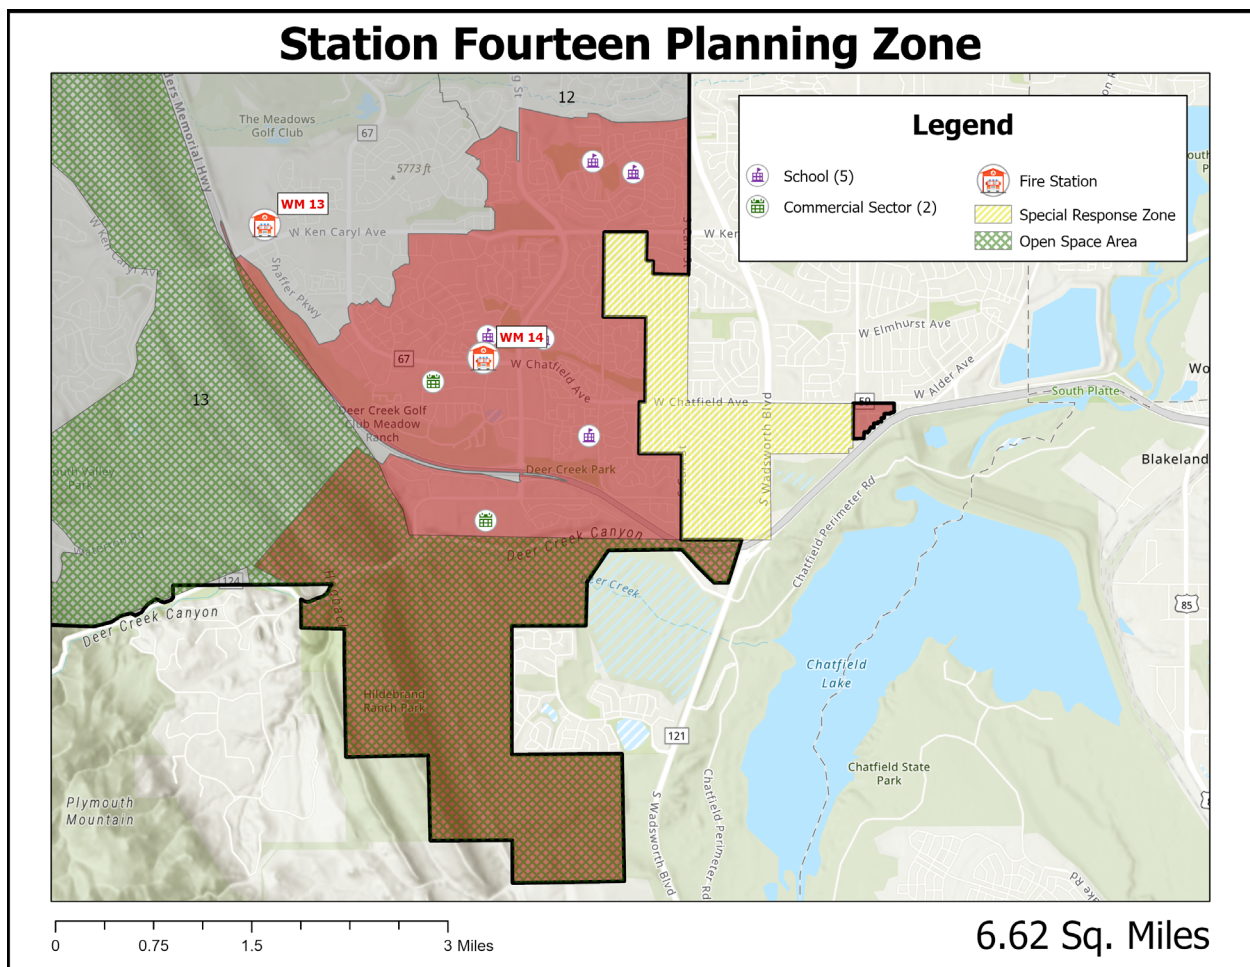 Station Fourteen Planning Zone
12
The Meadows
Golf Club
67
5773 ft
WM 13
W Ken Caryl Ave
W Ken Caryl Ave
Shaffer Pkwy
Legend
School (5)
Commercial Sector (2)
Fire Station
Special Response Zone
Open Space Area
W Ken
W Elmhurst Ave
W Alder Ave
South Platte
WM 14
67
W Chatfield Ave
W Chatfield Ave
13
Deer Creek Golf
Club Meadow
Ranch
Deer Creek Park
S Wadsworth Blvd
Blakeland
Chatfield Perimeter Rd
Deer Creek Canyon
124
Deer Creek Canyon
85
Chatfield
Lake
Hildebrand
Ranch Park
121
Chatfield State
Park
Plymouth
Mountain
S Wadsworth Blvd
Chatfield Perimeter Rd
0
0.75
1.5
3 Miles
6.62 Sq. Miles